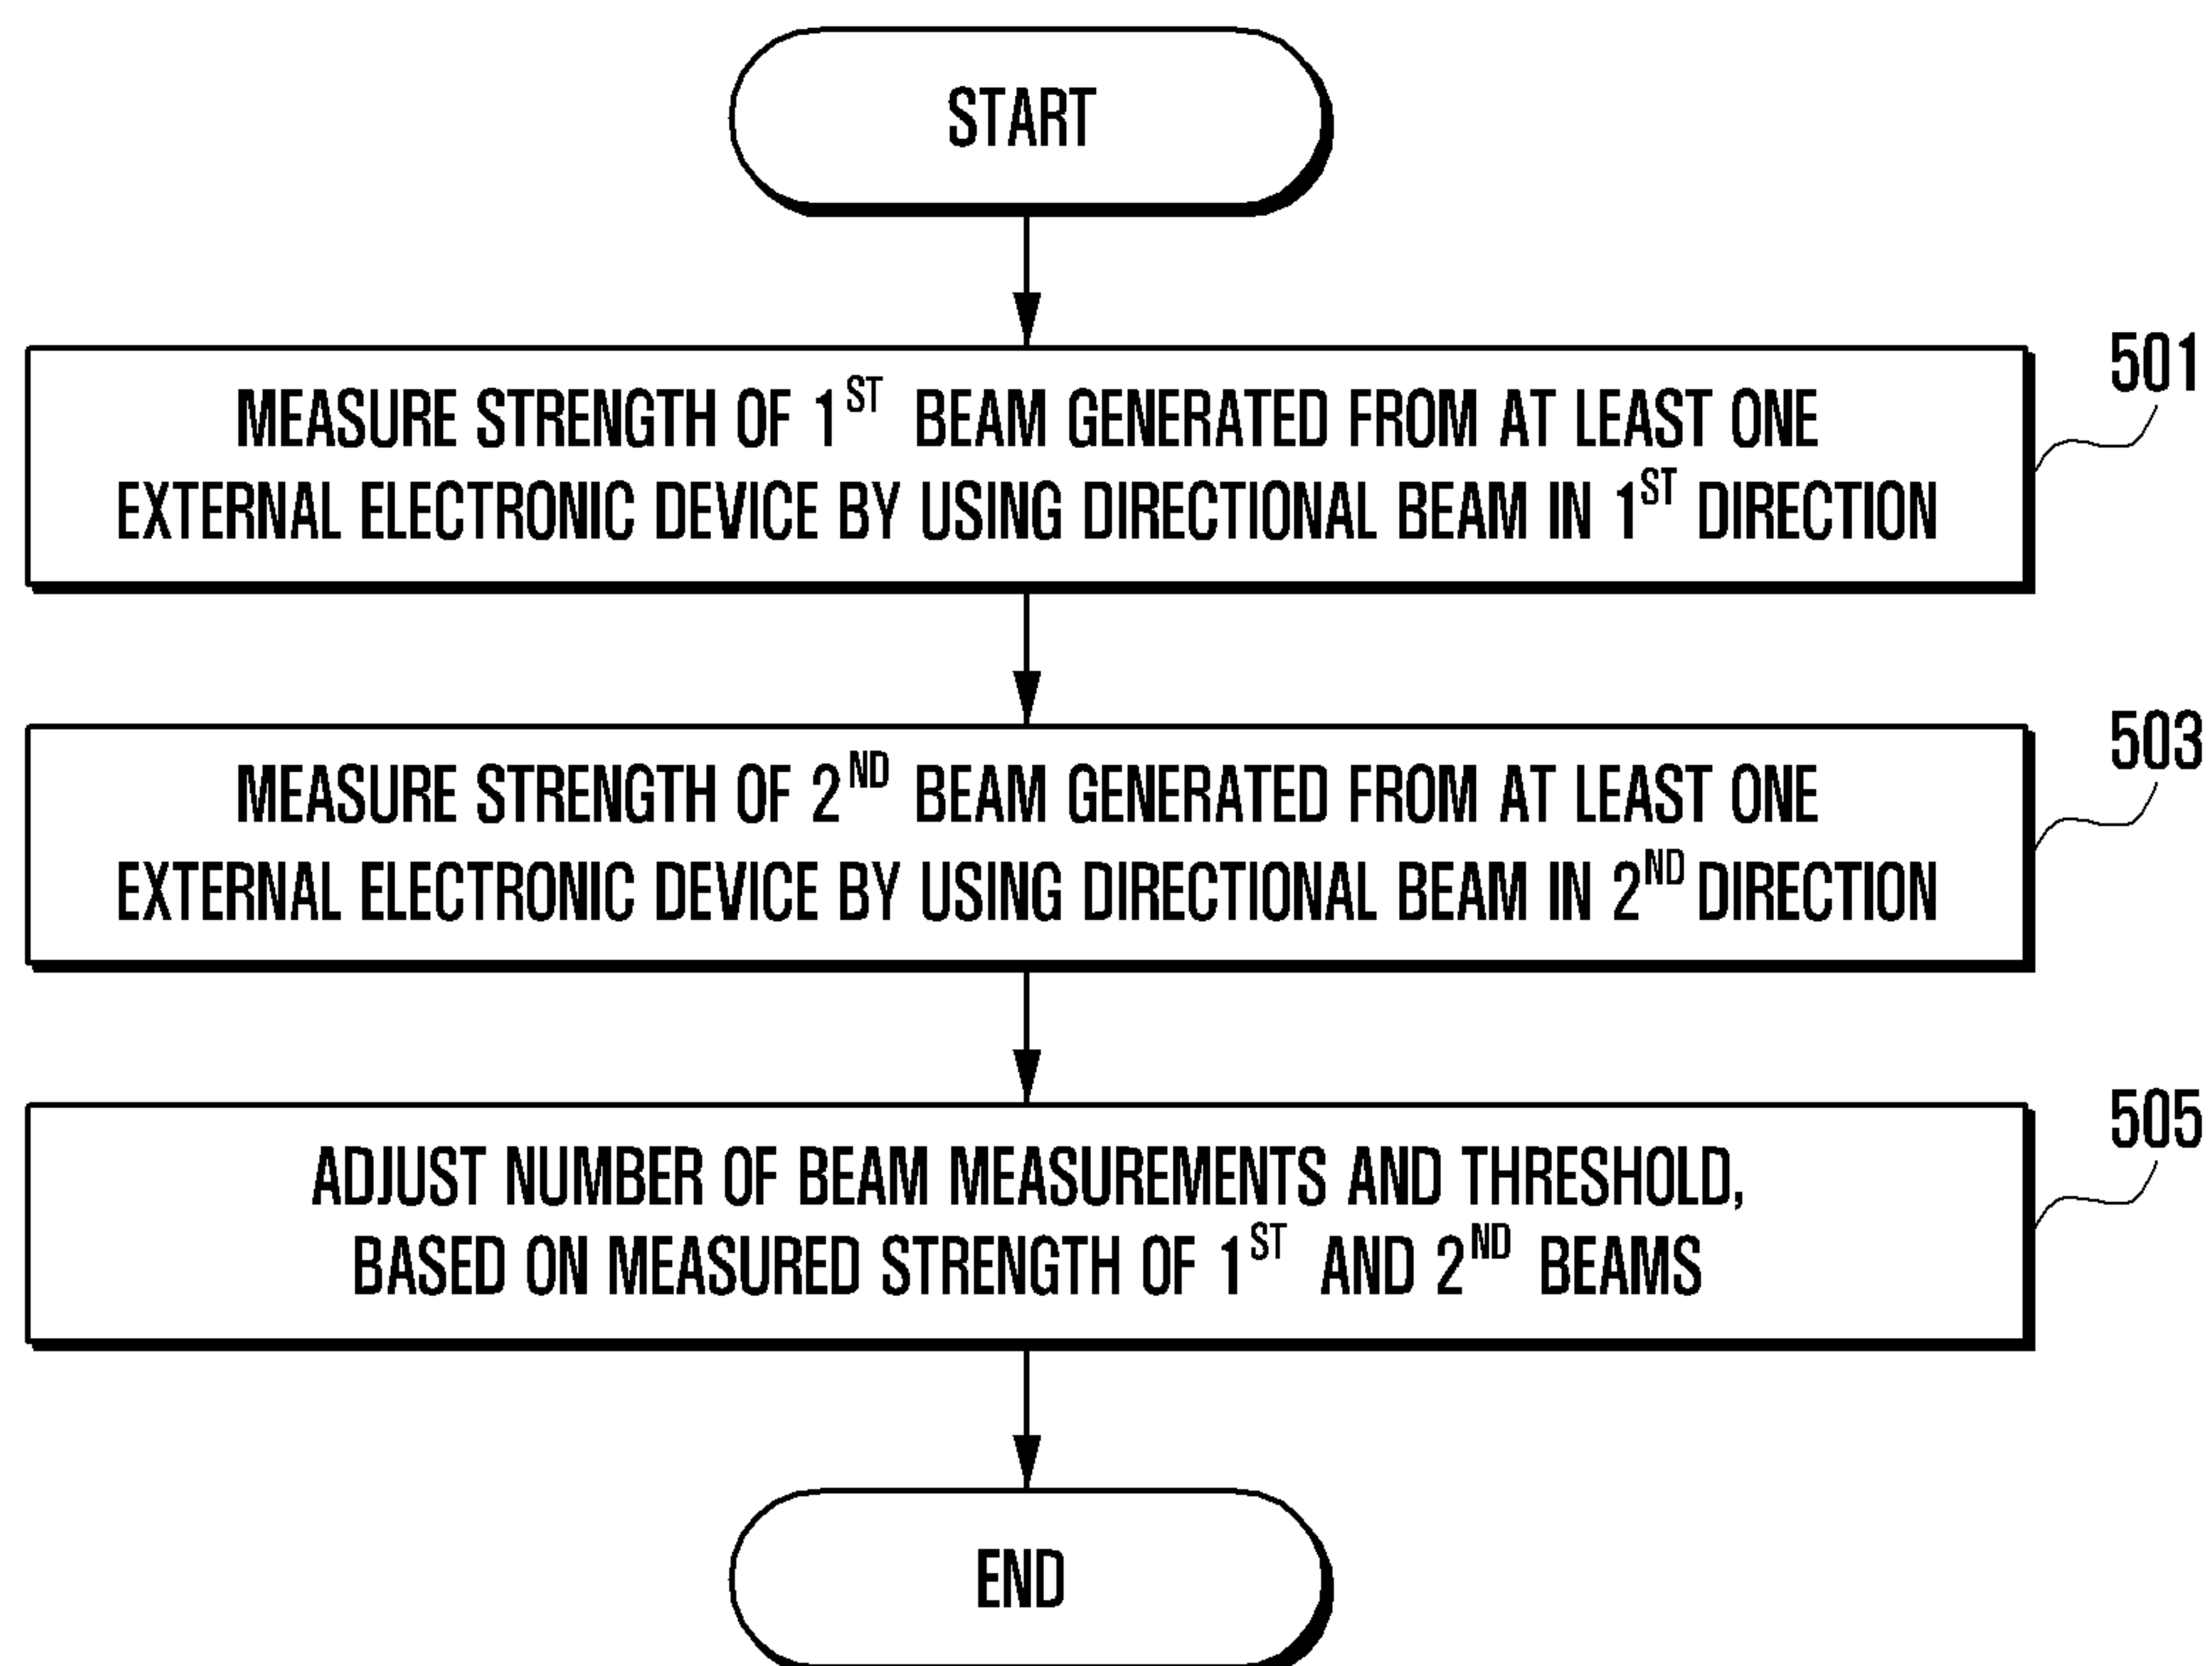 START
501
MEASURE STRENGTH OF 1ST BEAM GENERATED FROM AT LEAST ONE
EXTERNAL ELECTRONIC DEVICE BY USING DIRECTIONAL BEAM IN 1ST DIRECTION
503
MEASURE STRENGTH OF 2ND BEAM GENERATED FROM AT LEAST ONE
EXTERNAL ELECTRONIC DEVICE BY USING DIRECTIONAL BEAM IN 2ND DIRECTION
505
ADJUST NUMBER OF BEAM MEASUREMENTS AND THRESHOLD,
BASED ON MEASURED STRENGTH OF 1ST AND 2ND BEAMS
END